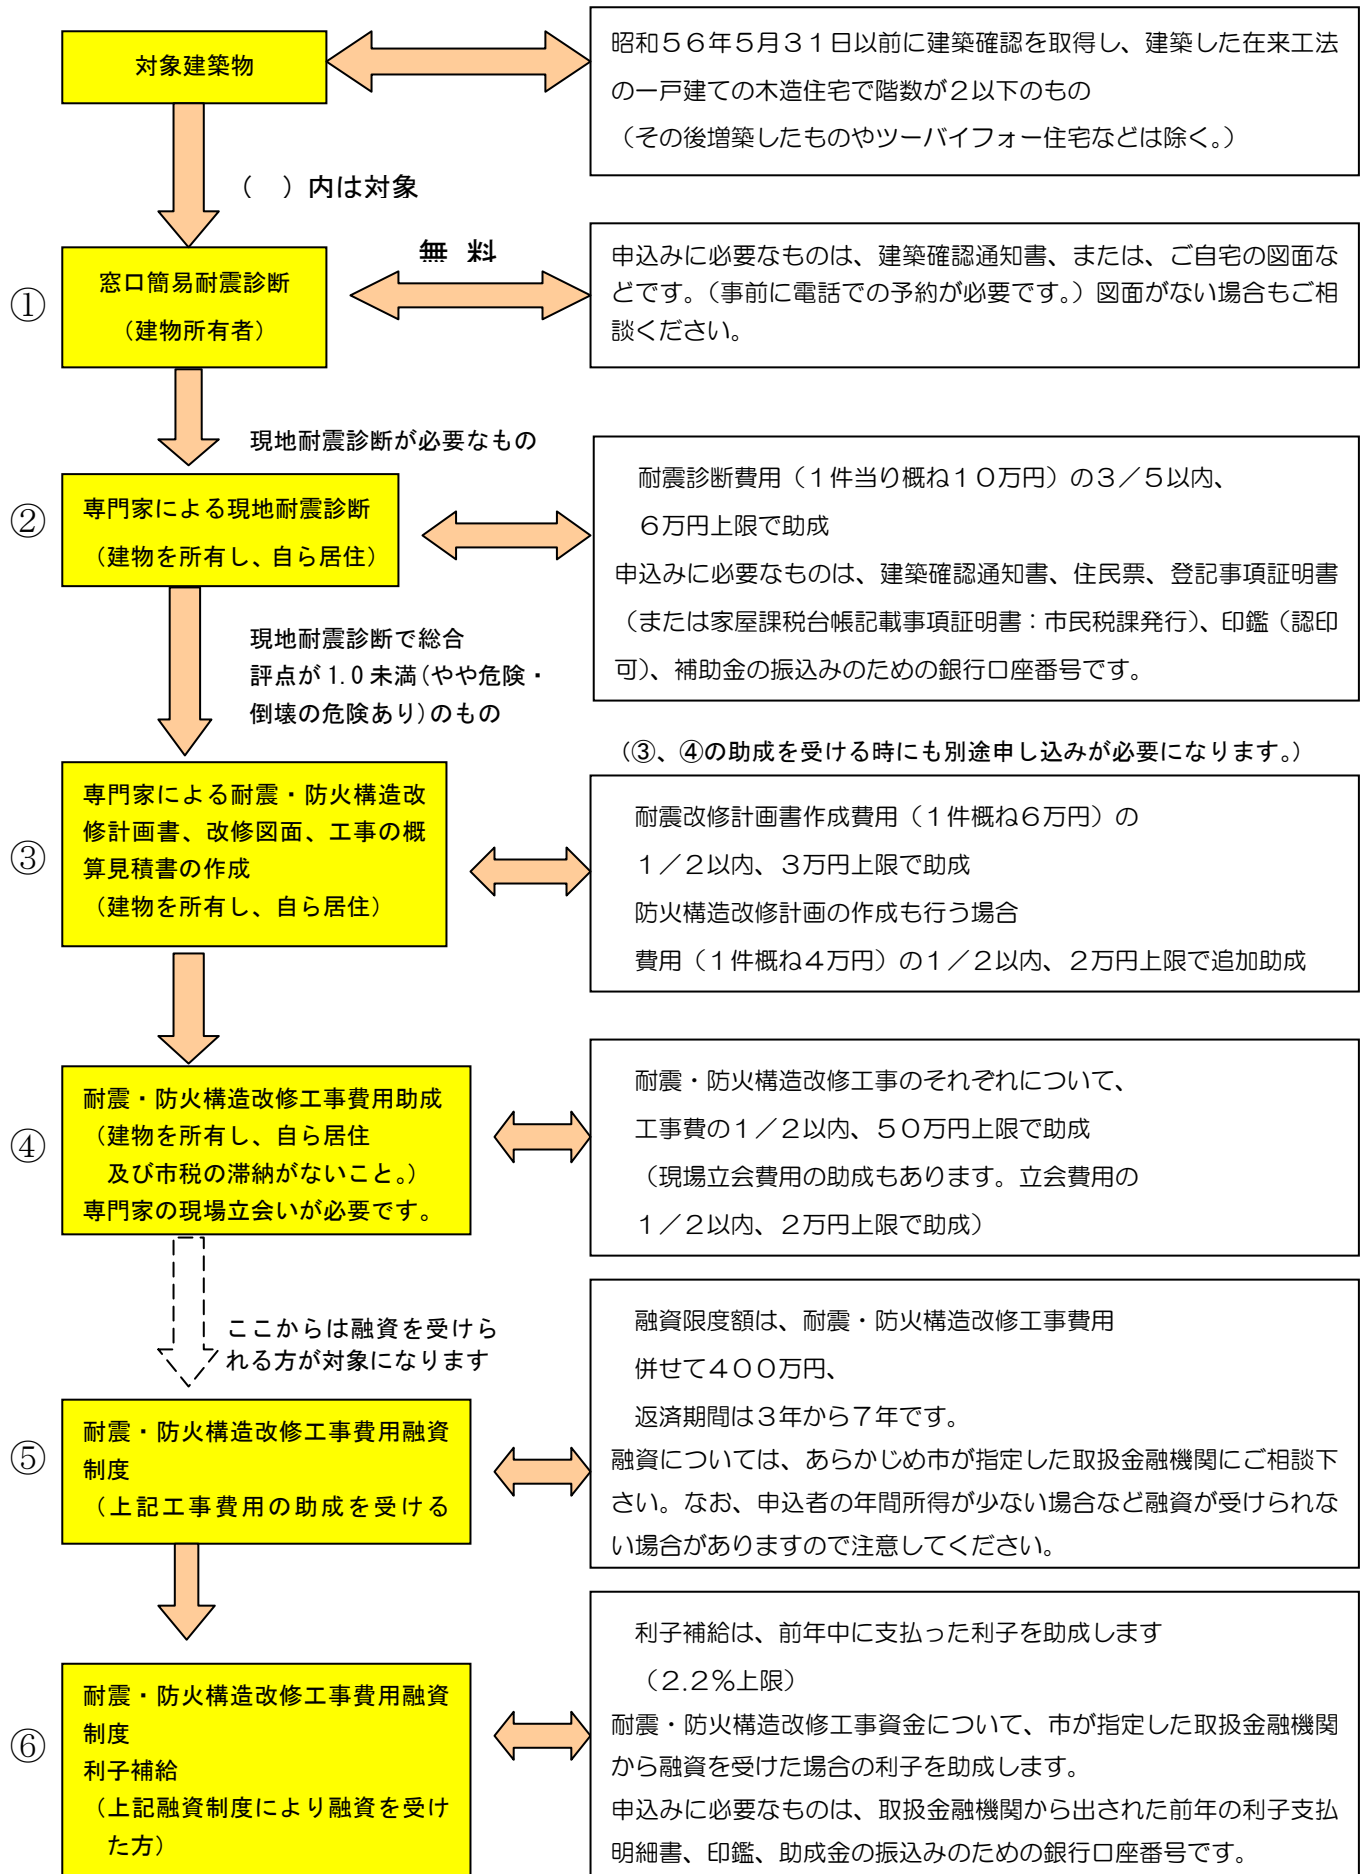 対象建築物
昭和５６年５月３１日以前に建築確認を取得し、建築した在来工法
の一戸建ての木造住宅で階数が２以下のもの
（その後増築したものやツーバイフォー住宅などは除く。）
（　）内は対象
①
窓口簡易耐震診断
（建物所有者）
無 料
申込みに必要なものは、建築確認通知書、または、ご自宅の図面な
どです。（事前に電話での予約が必要です。）図面がない場合もご相
談ください。
現地耐震診断が必要なもの
②
専門家による現地耐震診断
（建物を所有し、自ら居住）
耐震診断費用（１件当り概ね１０万円）の３／５以内、
６万円上限で助成
申込みに必要なものは、建築確認通知書、住民票、登記事項証明書
（または家屋課税台帳記載事項証明書：市民税課発行）、印鑑（認印
可）、補助金の振込みのための銀行口座番号です。
現地耐震診断で総合
評点が1.0未満（やや危険・
倒壊の危険あり）のもの
（③、④の助成を受ける時にも別途申し込みが必要になります。）
③
専門家による耐震・防火構造改
修計画書、改修図面、工事の概
算見積書の作成
（建物を所有し、自ら居住）
耐震改修計画書作成費用（１件概ね６万円）の
１／２以内、３万円上限で助成
防火構造改修計画の作成も行う場合
費用（１件概ね４万円）の１／２以内、２万円上限で追加助成
④
耐震・防火構造改修工事費用助成
（建物を所有し、自ら居住
及び市税の滞納がないこと。）
専門家の現場立会いが必要です。
耐震・防火構造改修工事のそれぞれについて、
工事費の１／２以内、５０万円上限で助成
（現場立会費用の助成もあります。立会費用の
１／２以内、２万円上限で助成）
ここからは融資を受けら
れる方が対象になります
⑤
耐震・防火構造改修工事費用融資
制度
（上記工事費用の助成を受ける
融資限度額は、耐震・防火構造改修工事費用
併せて４００万円、
返済期間は３年から７年です。
融資については、あらかじめ市が指定した取扱金融機関にご相談下
さい。なお、申込者の年間所得が少ない場合など融資が受けられな
い場合がありますので注意してください。
⑥
耐震・防火構造改修工事費用融資
制度
利子補給
（上記融資制度により融資を受け
た方）
利子補給は、前年中に支払った利子を助成します
（２.２％上限）
耐震・防火構造改修工事資金について、市が指定した取扱金融機関
から融資を受けた場合の利子を助成します。
申込みに必要なものは、取扱金融機関から出された前年の利子支払
明細書、印鑑、助成金の振込みのための銀行口座番号です。